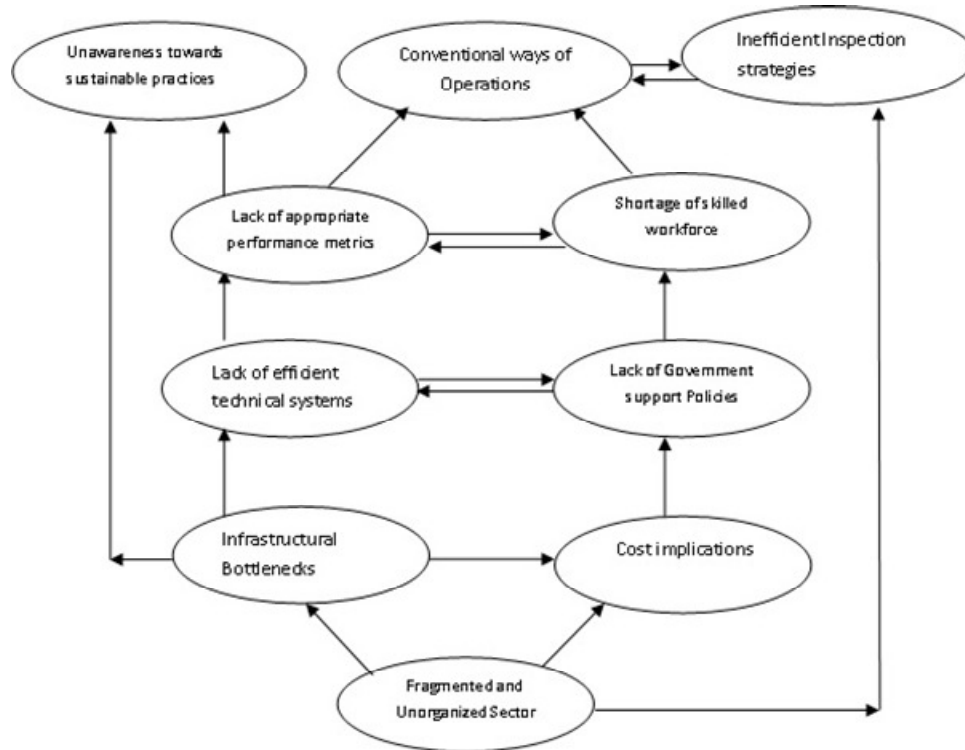 Unawareness towards
sustainable practices
Conventional ways of
Operations
Inefficient Inspection
strategies
Lack of appropriate
performance metrics
Shortage of skilled
workforce
Lack of efficient
technical systems
Lack of Government
support Policies
Infrastructural
Bottlenecks
Cost implications
Fragmented and
Unorganized Sector